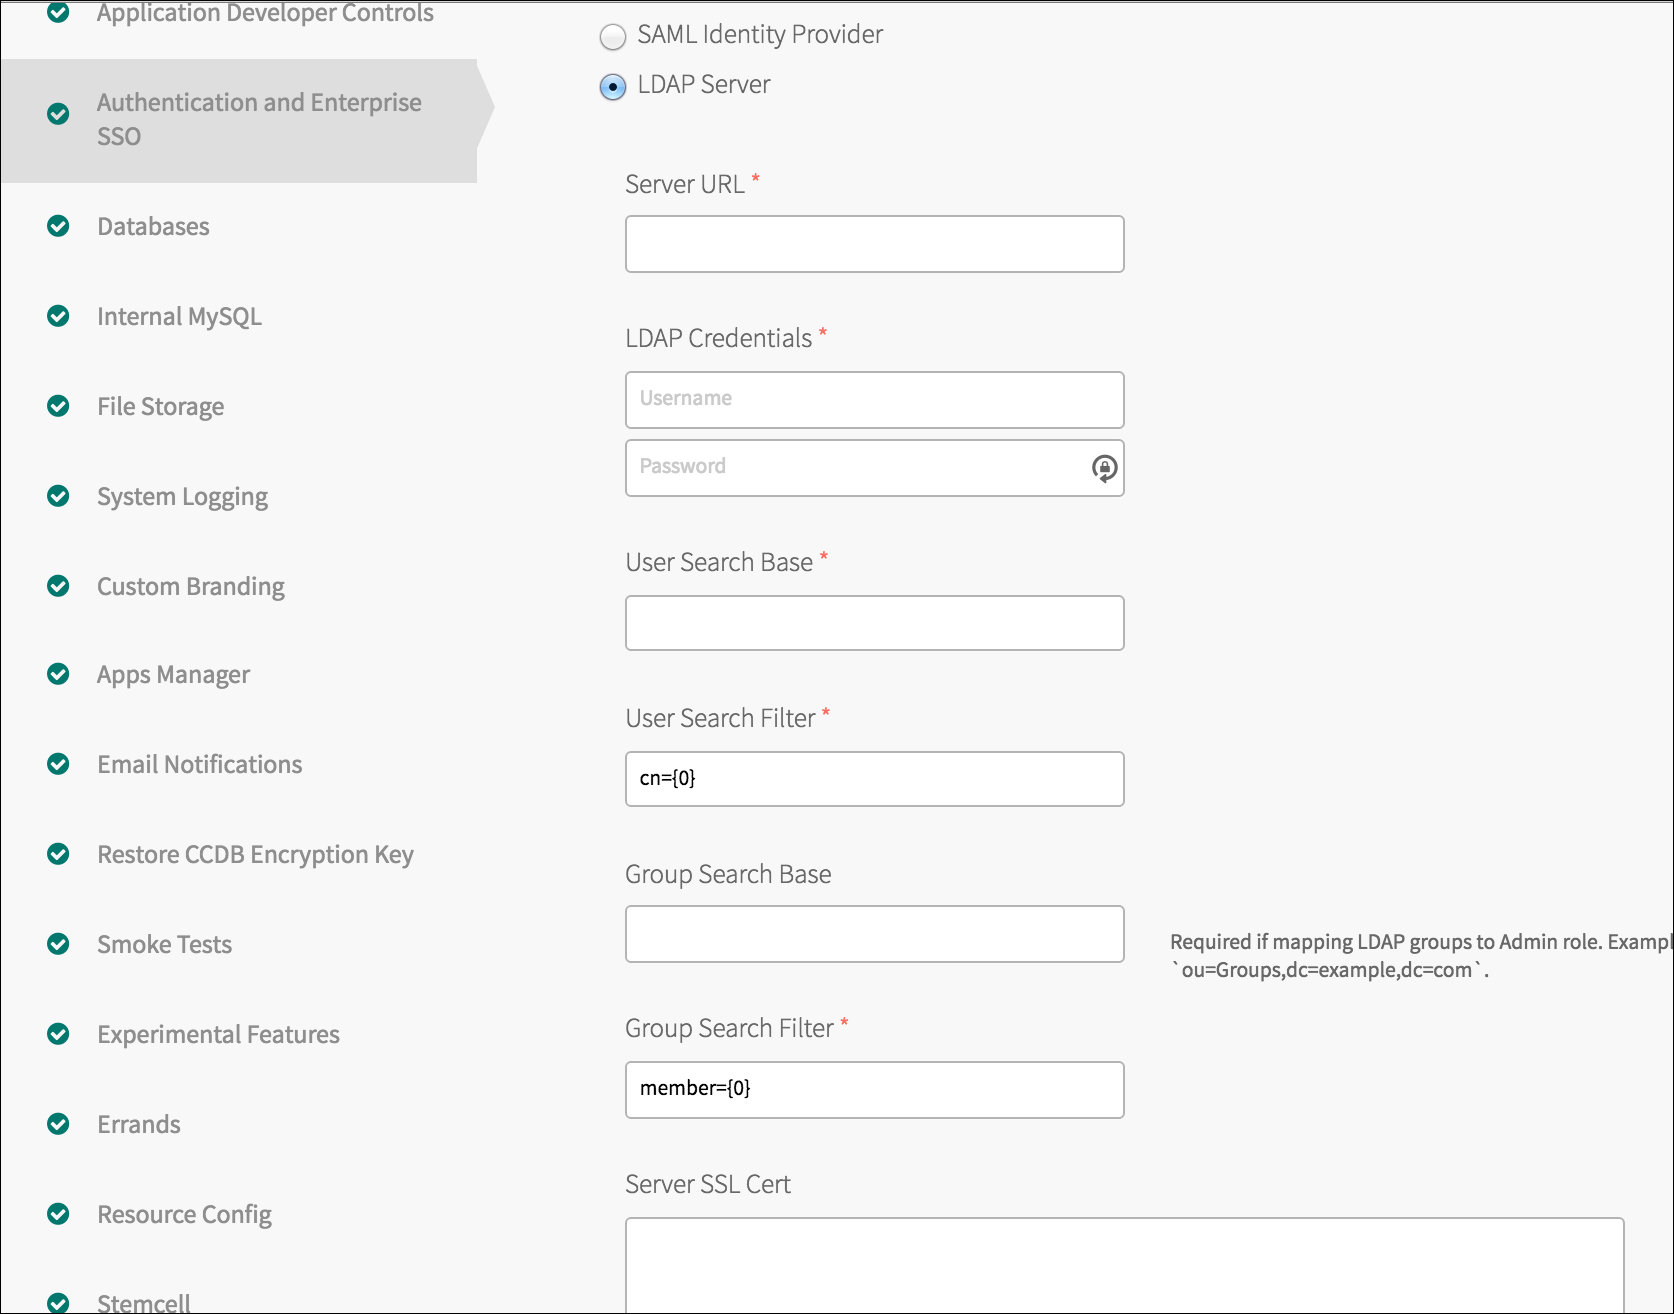 Application Developer Controls
Authentication and Enterprise
SSO
Databases
Internal MySQL
File Storage
System Logging
Custom Branding
Apps Manager
Email Notifications
Restore CCDB Encryption Key
Smoke Tests
Experimental Features
Errands
Resource Config
Stemcell
SAML Identity Provider
LDAP Server
Server URL *
LDAP Credentials *
Username
Password
User Search Base *
User Search Filter *
cn={0}
Group Search Base
Required if mapping LDAP groups to Admin role. Exampl
`ou=Groups,dc=example,dc=com`.
Group Search Filter *
member={0}
Server SSL Cert